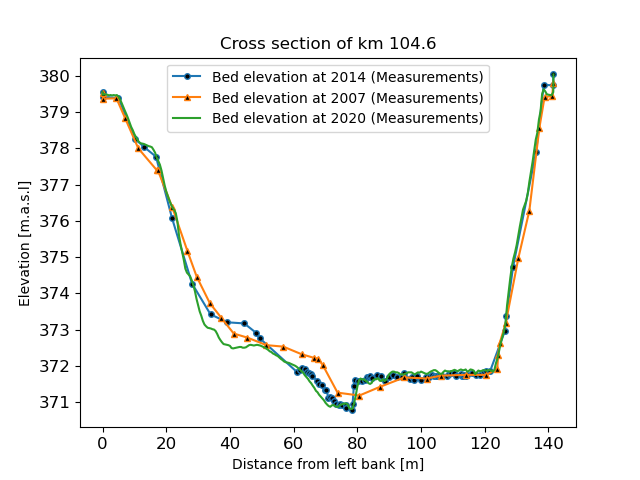 Cross section of km 104.6
Bed elevation at 2014 (Measurements)
Bed elevation at 2007 (Measurements)
Bed elevation at 2020 (Measurements)
Elevation [m.a.s.l]
380
379
378
377
376
375
374
373
372
371
0 20 40 60 80 100 120 140
Distance from left bank [m]